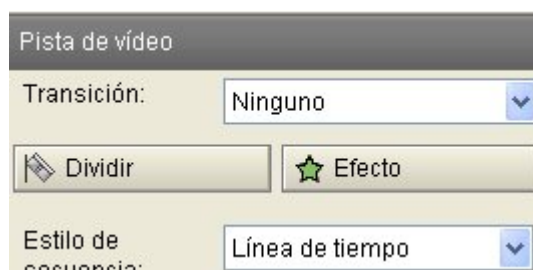 Pista de vídeo
Transición: Ninguno
Dividir Efecto
Estilo de Línea de tiempo
secuencia: